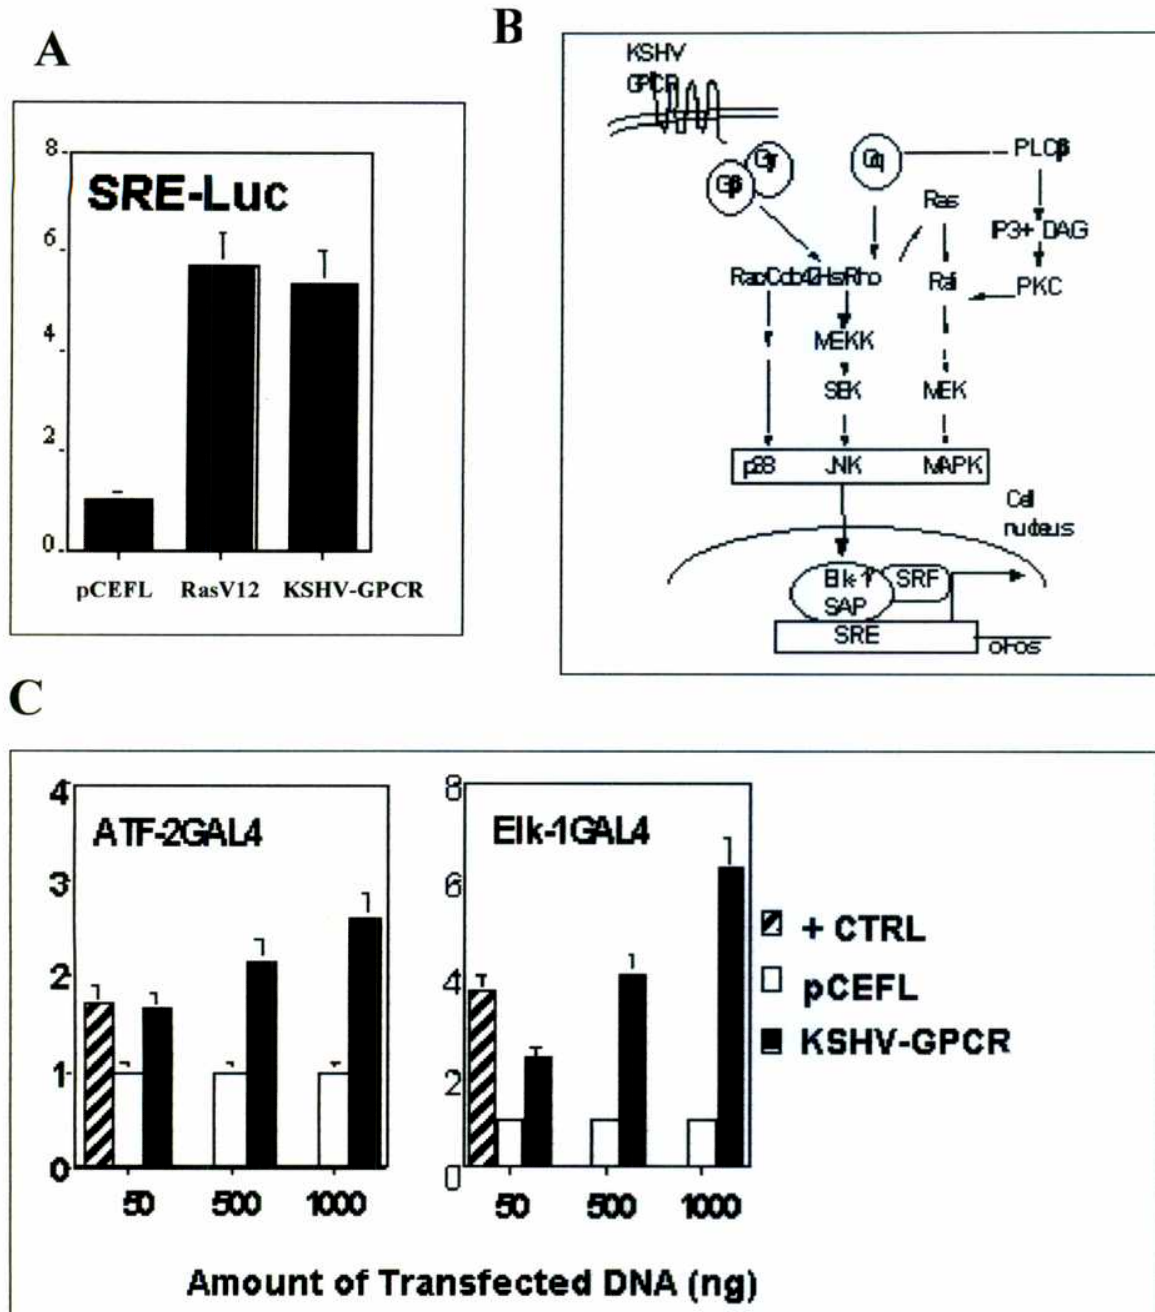 A
8
6
4
2
0
SRE-Luc
pCEFL RasV12 KSHV-GPCR
B
KSHV
GPCR
PLCβ
Ras
IP3+ DAG
Raf
PKC
MEKK
SEK MEK
p38 JNK MAPK
Cell
nucleus
Elk-1 SRF
SAP
SRE
C
4
3
2
1
0
ATF-2GAL4
50 500 1000
8
6
4
2
0
Elk-1GAL4
50 500 1000
+ CTRL
pCEFL
KSHV-GPCR
Amount of Transfected DNA (ng)